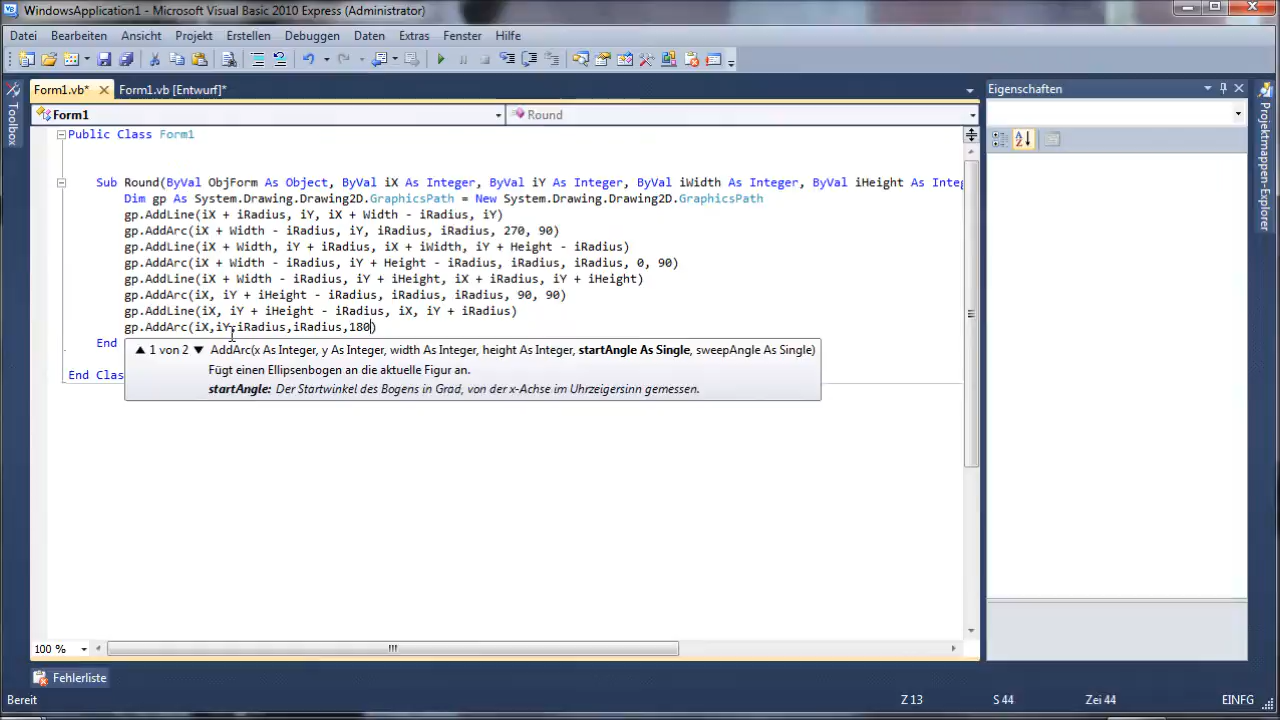 WindowsApplication1 - Microsoft Visual Basic 2010 Express (Administrator)
Datei Bearbeiten Ansicht Projekt Erstellen Debuggen Daten Extras Fenster Hilfe
Form1.vb* Form1.vb [Entwurf]*
Eigenschaften
Form1 Round
Toolbox
Projektmappen-Explorer
Public Class Form1
Sub Round(ByVal ObjForm As Object, ByVal iX As Integer, ByVal iY As Integer, ByVal iWidth As Integer, ByVal iHeight As Integ
Dim gp As System.Drawing.Drawing2D.GraphicsPath = New System.Drawing.Drawing2D.GraphicsPath
gp.AddLine(iX + iRadius, iY, iX + Width - iRadius, iY)
gp.AddArc(iX + Width - iRadius, iY, iRadius, iRadius, 270, 90)
gp.AddLine(iX + Width, iY + iRadius, iX + iWidth, iY + Height - iRadius)
gp.AddArc(iX + Width - iRadius, iY + Height - iRadius, iRadius, iRadius, 0, 90)
gp.AddLine(iX + Width - iRadius, iY + iHeight, iX + iRadius, iY + iHeight)
gp.AddArc(iX, iY + iHeight - iRadius, iRadius, iRadius, 90, 90)
gp.AddLine(iX, iY + iHeight - iRadius, iX, iY + iRadius)
gp.AddArc(iX,iY,iRadius,iRadius,180)
End
1 von 2 AddArc(x As Integer, y As Integer, width As Integer, height As Integer, startAngle As Single, sweepAngle As Single)
Fügt einen Ellipsenbogen an die aktuelle Figur an.
End Clas
startAngle: Der Startwinkel des Bogens in Grad, von der x-Achse im Uhrzeigersinn gemessen.
100 %
Fehlerliste
Bereit Z 13 S 44 Zei 44 EINFG